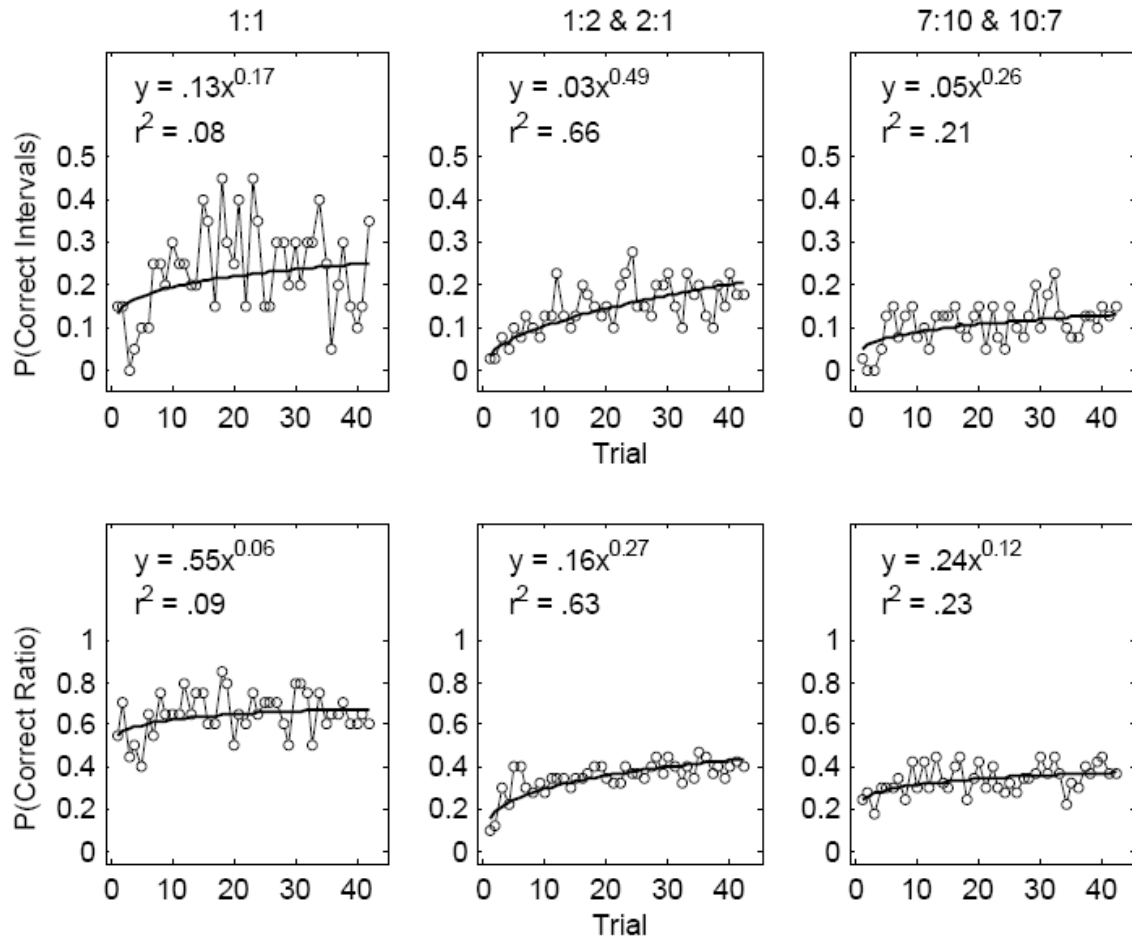 1:1 1:2 & 2:1 7:10 & 10:7
y = .13x^0.17 y = .03x^0.49 y = .05x^0.26
r^2 = .08 r^2 = .66 r^2 = .21
P(Correct Intervals)
0.5 0.5 0.5
0.4 0.4 0.4
0.3 0.3 0.3
0.2 0.2 0.2
0.1 0.1 0.1
0 0 0
0 10 20 30 40 0 10 20 30 40 0 10 20 30 40
Trial
y = .55x^0.06 y = .16x^0.27 y = .24x^0.12
r^2 = .09 r^2 = .63 r^2 = .23
P(Correct Ratio)
1 1 1
0.8 0.8 0.8
0.6 0.6 0.6
0.4 0.4 0.4
0.2 0.2 0.2
0 0 0
0 10 20 30 40 0 10 20 30 40 0 10 20 30 40
Trial